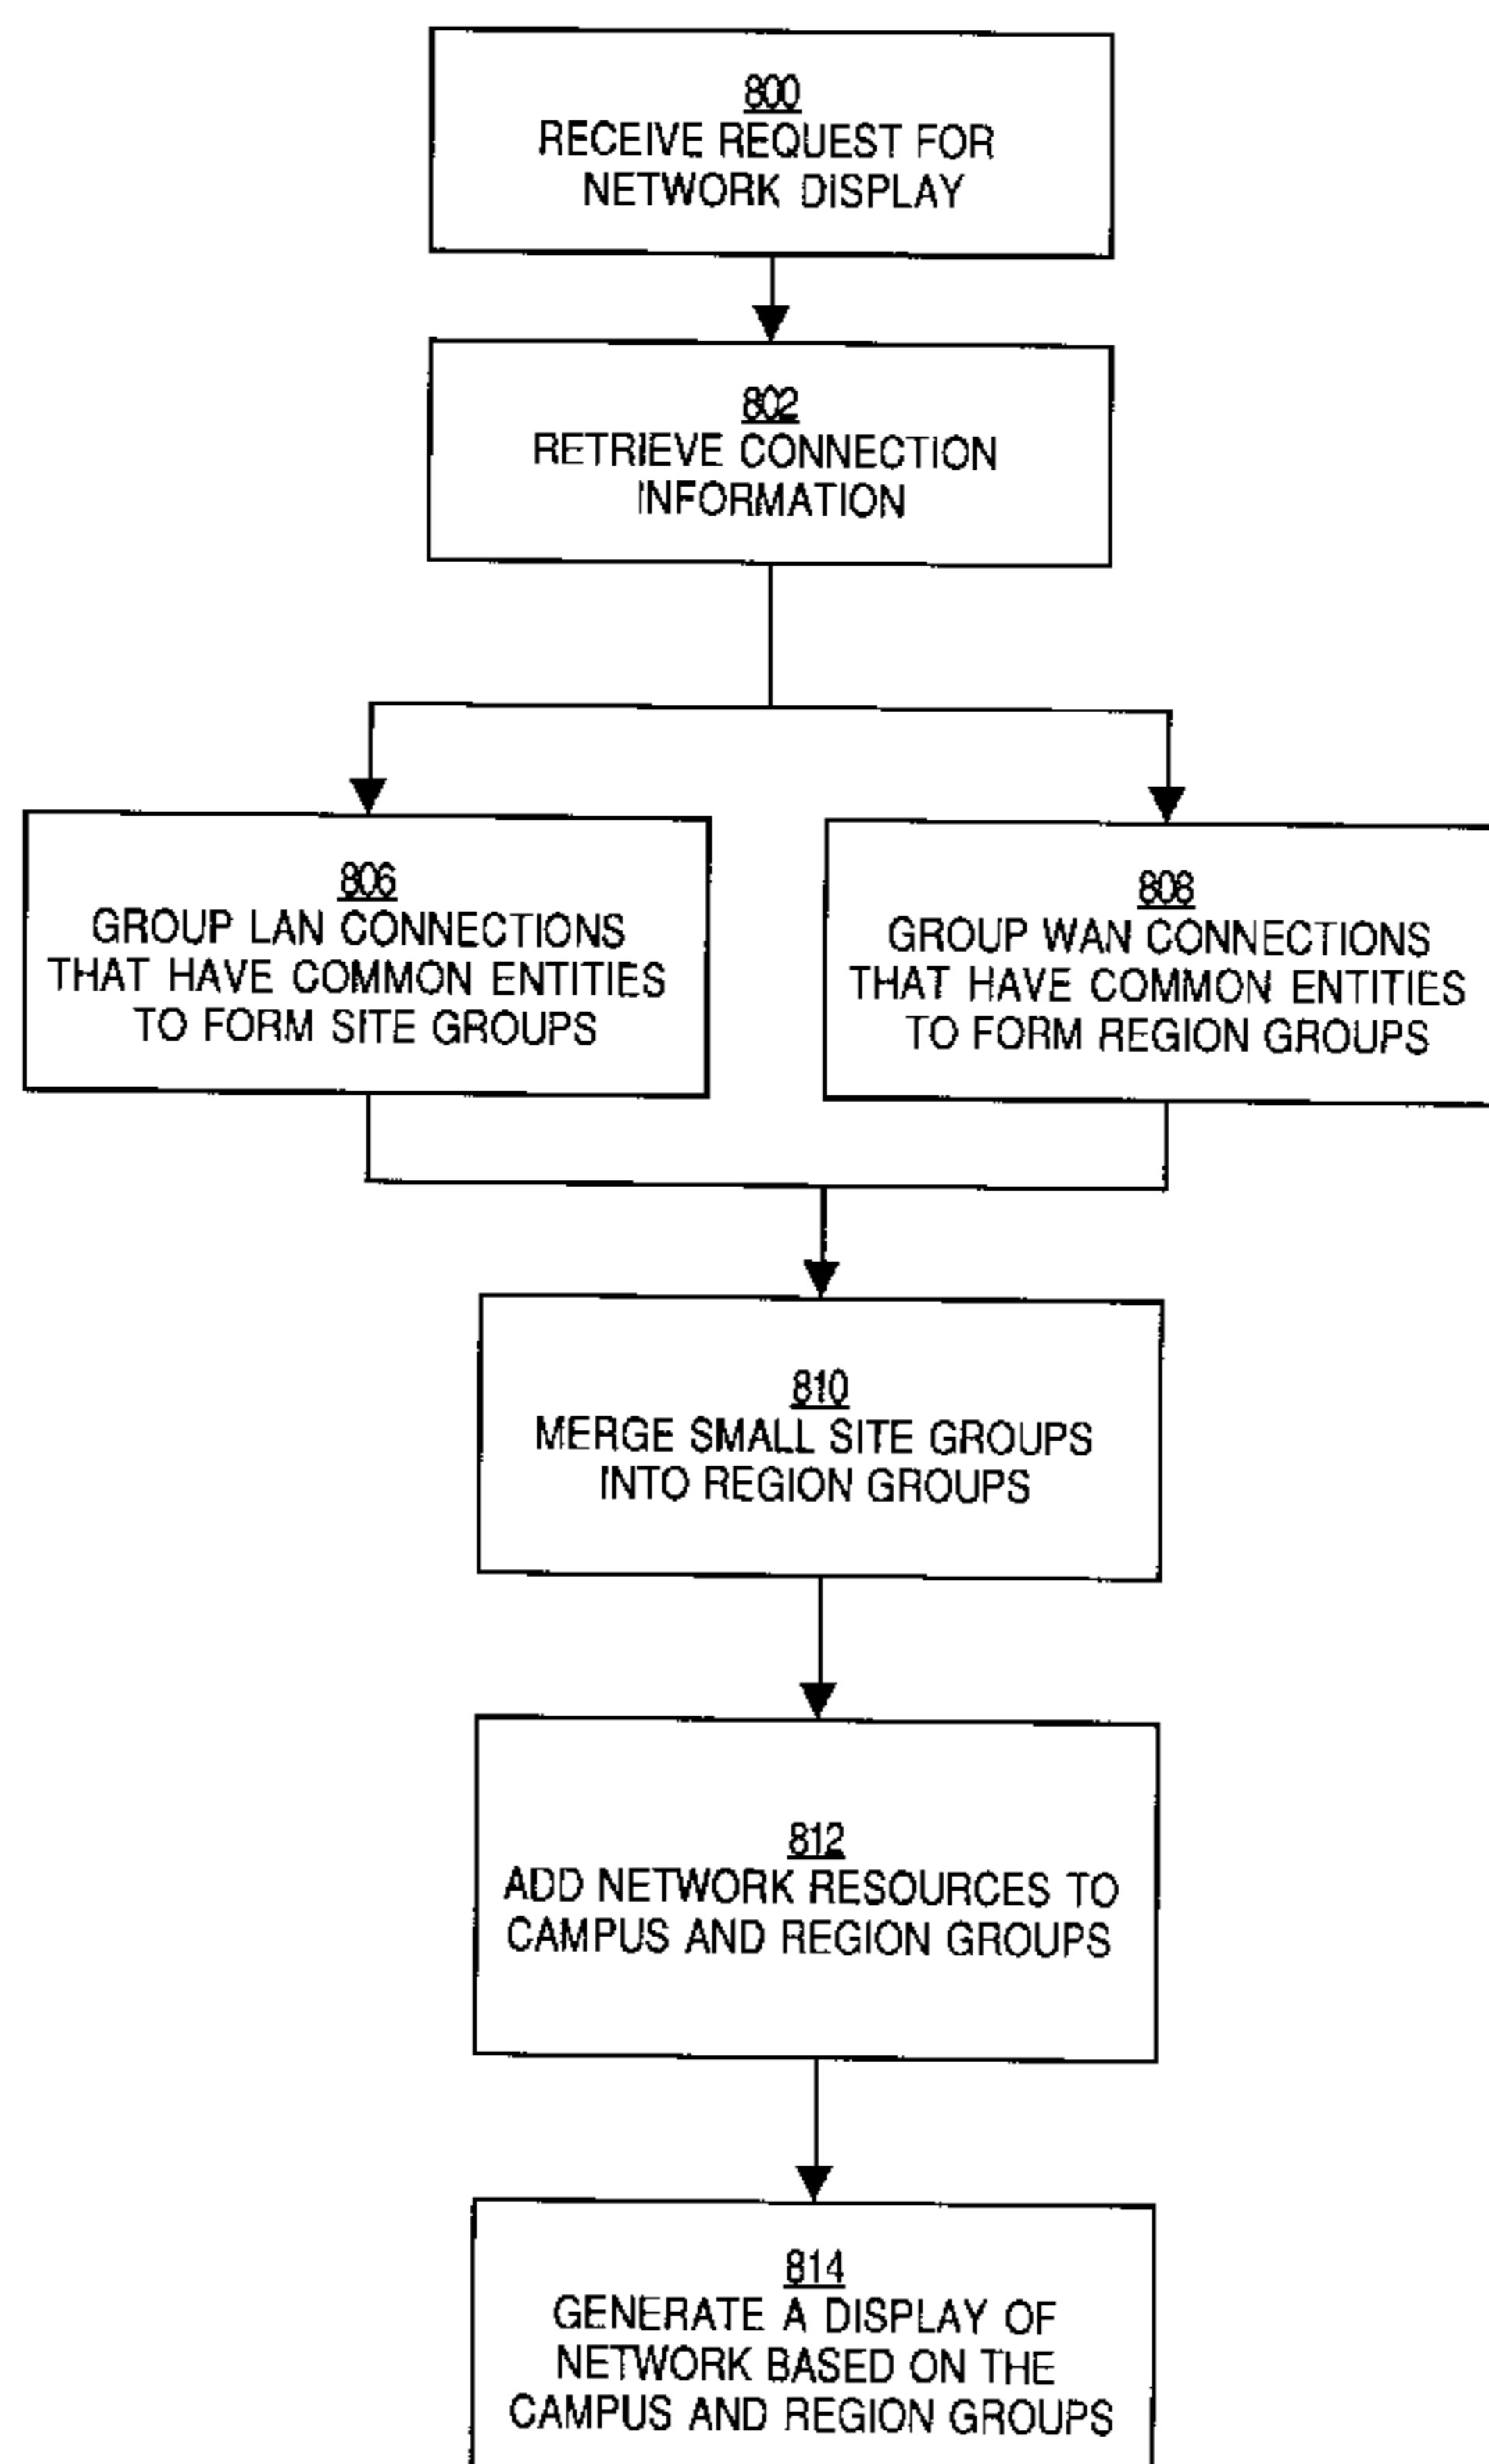 800
RECEIVE REQUEST FOR
NETWORK DISPLAY
802
RETRIEVE CONNECTION
INFORMATION
806
GROUP LAN CONNECTIONS
THAT HAVE COMMON ENTITIES
TO FORM SITE GROUPS
808
GROUP WAN CONNECTIONS
THAT HAVE COMMON ENTITIES
TO FORM REGION GROUPS
810
MERGE SMALL SITE GROUPS
INTO REGION GROUPS
812
ADD NETWORK RESOURCES TO
CAMPUS AND REGION GROUPS
814
GENERATE A DISPLAY OF
NETWORK BASED ON THE
CAMPUS AND REGION GROUPS